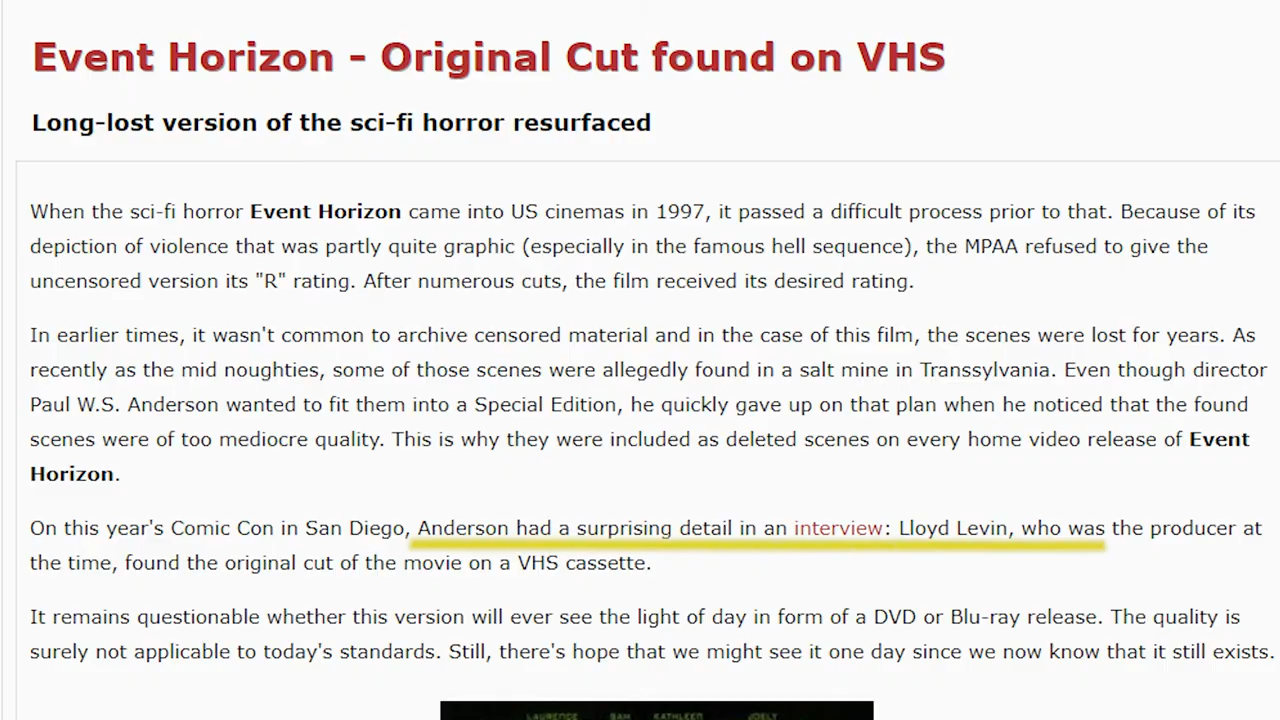 Event Horizon - Original Cut found on VHS
Long-lost version of the sci-fi horror resurfaced
When the sci-fi horror Event Horizon came into US cinemas in 1997, it passed a difficult process prior to that. Because of its
depiction of violence that was partly quite graphic (especially in the famous hell sequence), the MPAA refused to give the
uncensored version its "R" rating. After numerous cuts, the film received its desired rating.
In earlier times, it wasn't common to archive censored material and in the case of this film, the scenes were lost for years. As
recently as the mid noughties, some of those scenes were allegedly found in a salt mine in Transsylvania. Even though director
Paul W.S. Anderson wanted to fit them into a Special Edition, he quickly gave up on that plan when he noticed that the found
scenes were of too mediocre quality. This is why they were included as deleted scenes on every home video release of Event
Horizon.
On this year's Comic Con in San Diego, Anderson had a surprising detail in an interview: Lloyd Levin, who was the producer at
the time, found the original cut of the movie on a VHS cassette.
It remains questionable whether this version will ever see the light of day in form of a DVD or Blu-ray release. The quality is
surely not applicable to today's standards. Still, there's hope that we might see it one day since we now know that it still exists.
LAURENCE SAM KATHLEEN JOELY